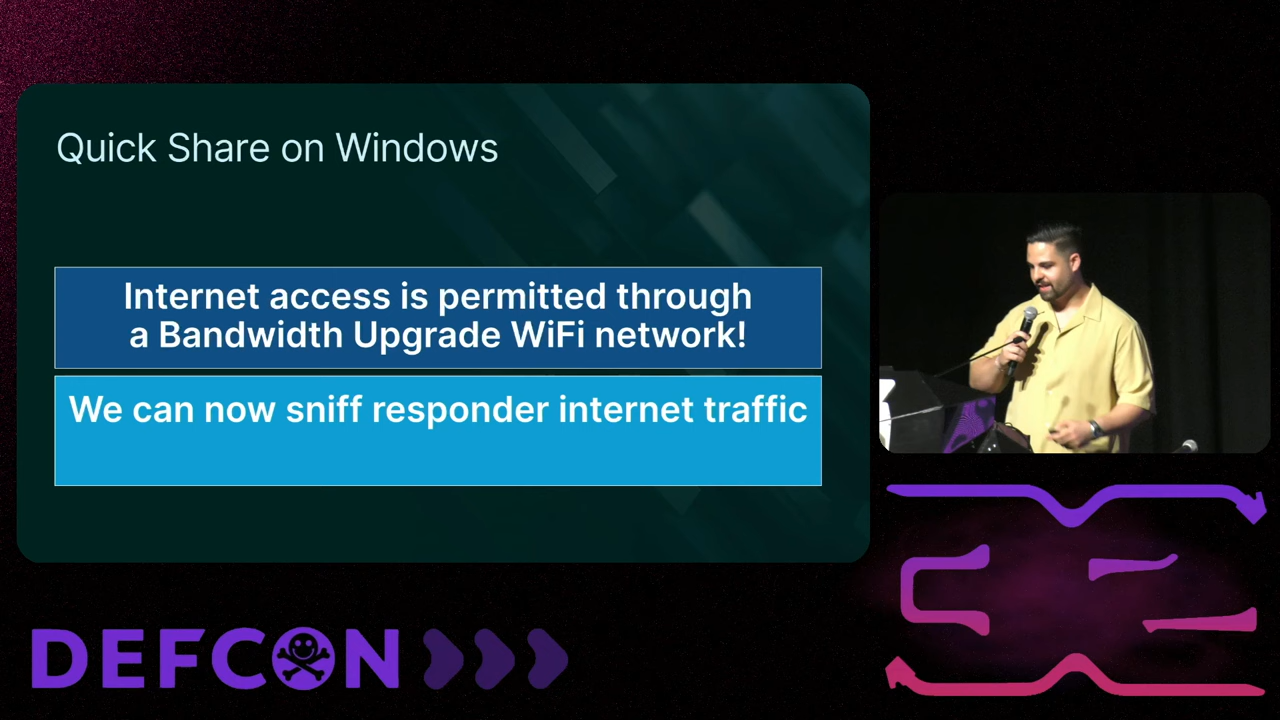 Quick Share on Windows
Internet access is permitted through
a Bandwidth Upgrade WiFi network!
We can now sniff responder internet traffic
DEFCON